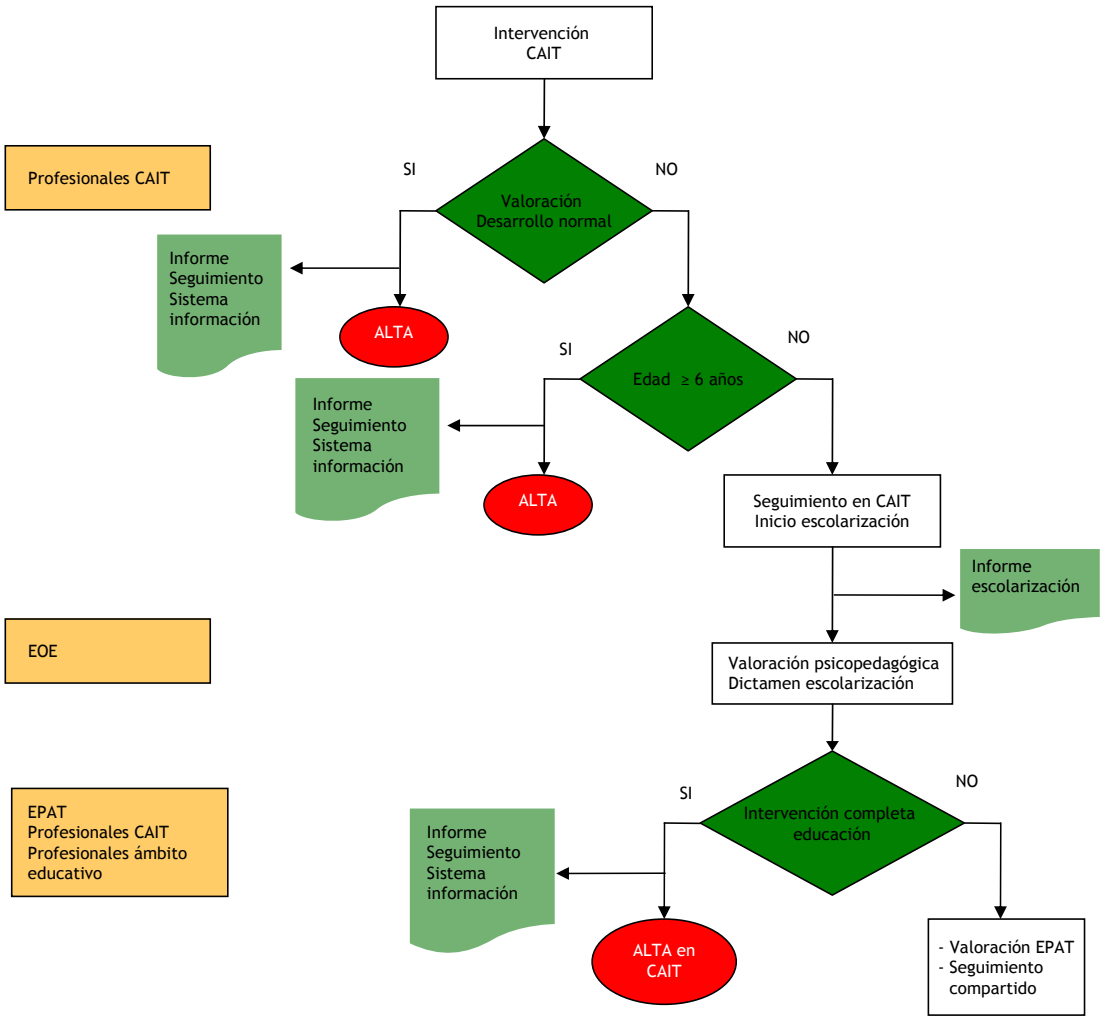 Intervención
CAIT
Profesionales CAIT
SI
NO
Valoración
Desarrollo normal
Informe
Seguimiento
Sistema
información
ALTA
SI
NO
Edad ≥ 6 años
Informe
Seguimiento
Sistema
información
ALTA
Seguimiento en CAIT
Inicio escolarización
Informe
escolarización
EOE
Valoración psicopedagógica
Dictamen escolarización
EPAT
Profesionales CAIT
Profesionales ámbito
educativo
SI
NO
Intervención completa
educación
Informe
Seguimiento
Sistema
información
ALTA en
CAIT
- Valoración EPAT
- Seguimiento
compartido